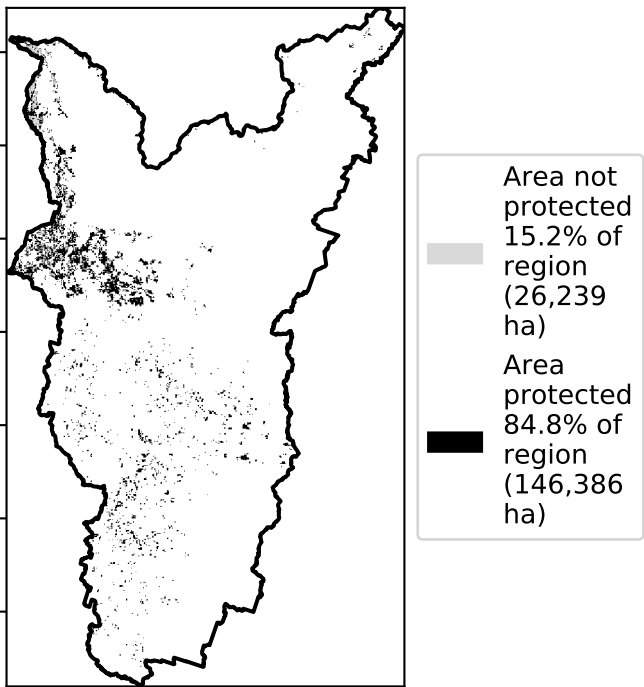 Area not
protected
15.2% of
region
(26,239
ha)
Area
protected
84.8% of
region
(146,386
ha)